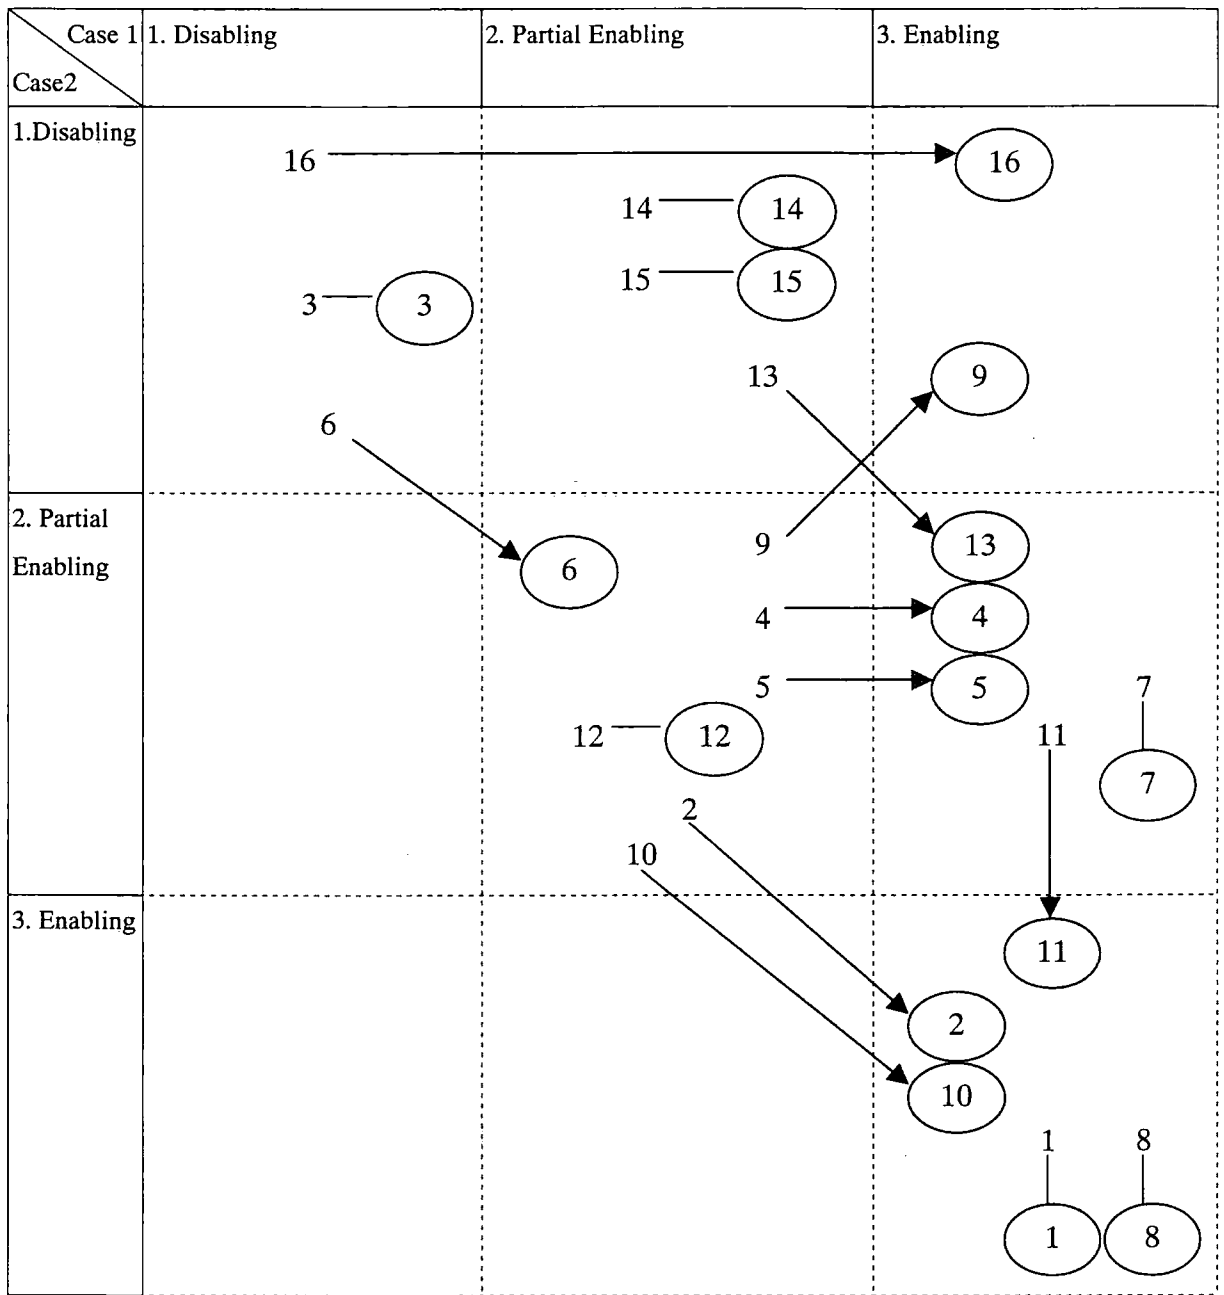 Case 1 1. Disabling 2. Partial Enabling 3. Enabling
Case2
1.Disabling
16 16
14 14
15 15
3 3
13 9
6
2. Partial
Enabling
9 13
6
4 4
5 5 7
12 12 11
7
2
10
3. Enabling
11
2
10
1 8
1 8